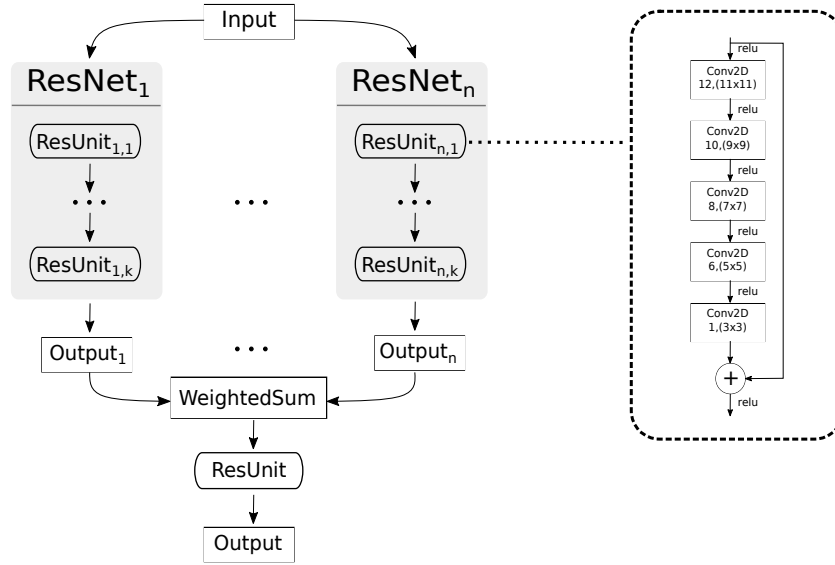 Input
ResNet₁
ResUnit₁,₁
...
ResUnit₁,ₖ
Output₁
...
...
ResNetₙ
ResUnitₙ,₁
...
ResUnitₙ,ₖ
Outputₙ
WeightedSum
ResUnit
Output
relu
Conv2D
12,(11x11)
relu
Conv2D
10,(9x9)
relu
Conv2D
8,(7x7)
relu
Conv2D
6,(5x5)
relu
Conv2D
1,(3x3)
+
relu